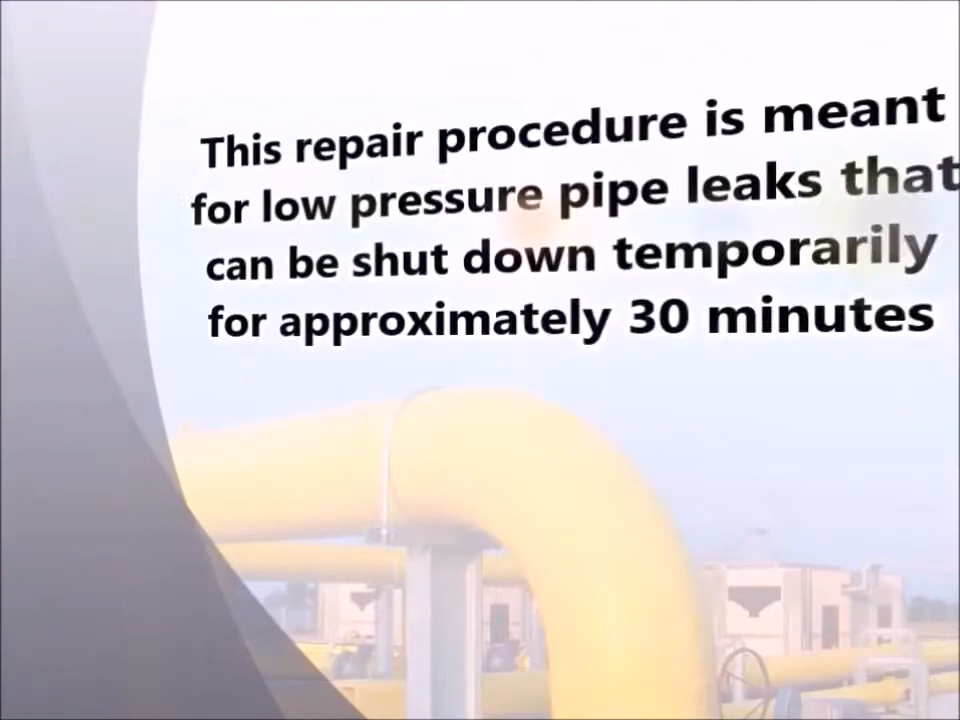 This repair procedure is meant
for low pressure pipe leaks that
can be shut down temporarily
for approximately 30 minutes